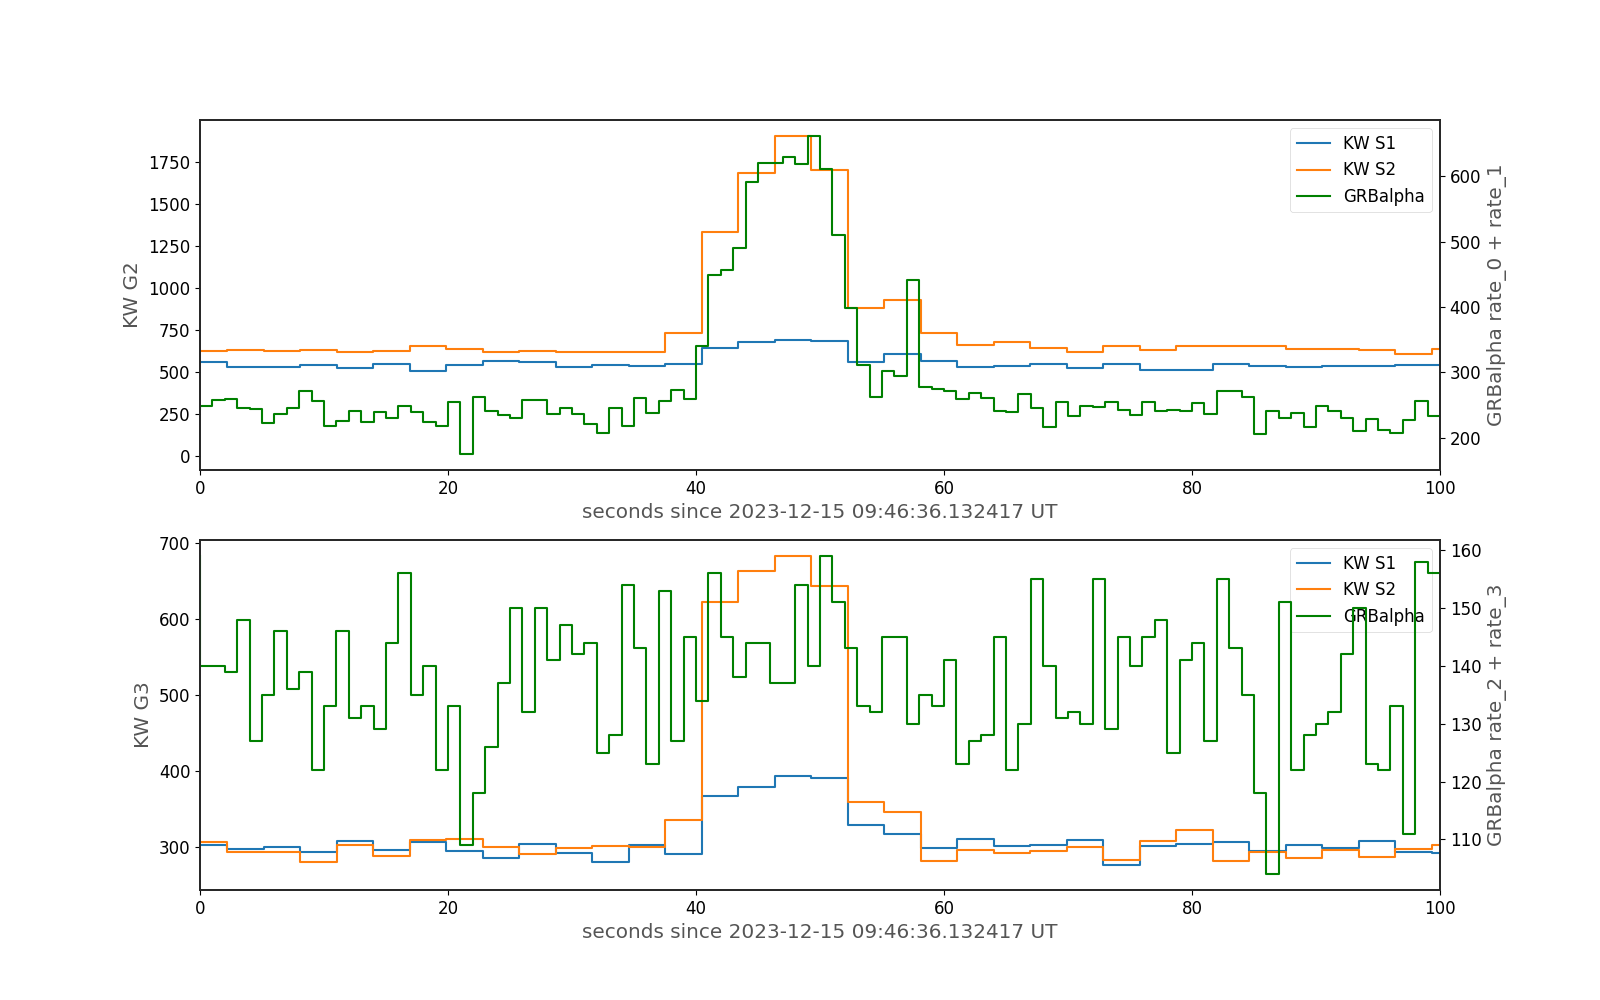 KW G2
1750
1500
1250
1000
750
500
250
0
KW S1
KW S2
GRBalpha
600
500
400
300
200
GRBalpha rate_0 + rate_1
0 20 40 60 80 100
seconds since 2023-12-15 09:46:36.132417 UT
KW G3
700
600
500
400
300
KW S1
KW S2
GRBalpha
160
150
140
130
120
110
GRBalpha rate_2 + rate_3
0 20 40 60 80 100
seconds since 2023-12-15 09:46:36.132417 UT